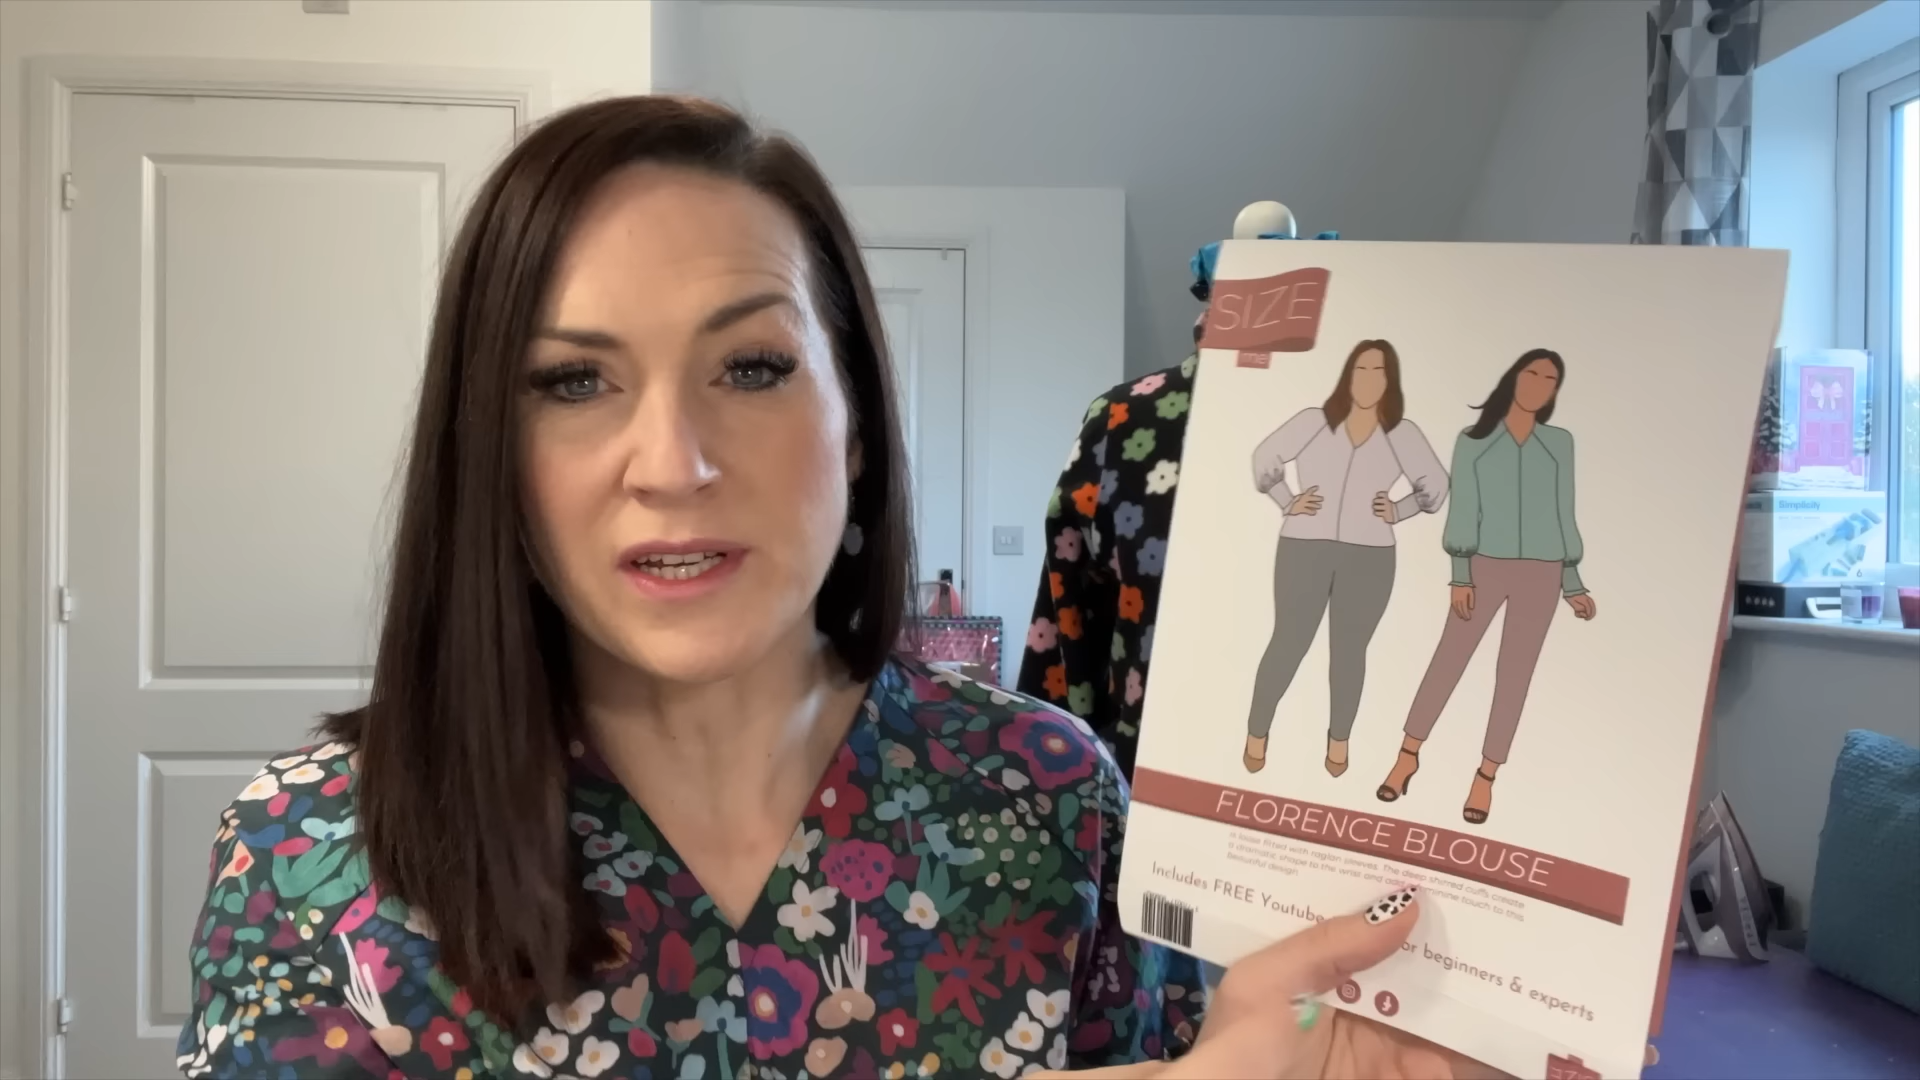 SIZE
me
FLORENCE BLOUSE
A loose fitted with raglan sleeves. The deep shirred cuffs create
a dramatic shape to the wrist and add feminine touch to this
beautiful design
Includes FREE Youtube or beginners & experts
SIZE
Simplicity